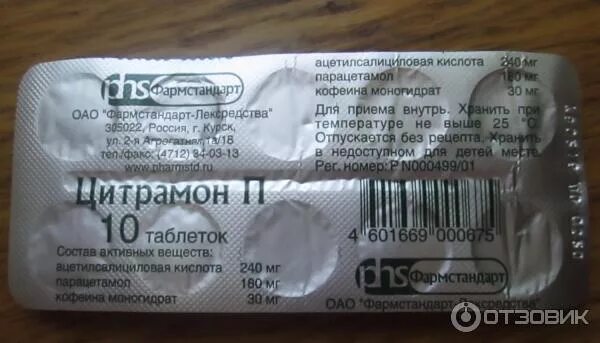 ацетилсалициловая кислота 240 мг
парацетамол 180 мг
кофеина моногидрат 30 мг
phs Фармстандарт
ОАО "Фармстандарт-Лексредства"
305022, Россия, г. Курск,
ул. 2-я Агрегатная, 1а/18
тел./факс: (4712) 34-03-13
www.pharmstd.ru
Для приема внутрь. Хранить при
температуре не выше 25 °C.
Отпускается без рецепта. Хранить
в недоступном для детей месте.
Рег. номер: P N000499/01
Цитрамон П
10 таблеток
Состав активных веществ:
ацетилсалициловая кислота 240 мг
парацетамол 180 мг
кофеина моногидрат 30 мг
4 601669 000675
phs Фармстандарт
ОАО "Фармстандарт-Лексредства"
ОТЗОВИК